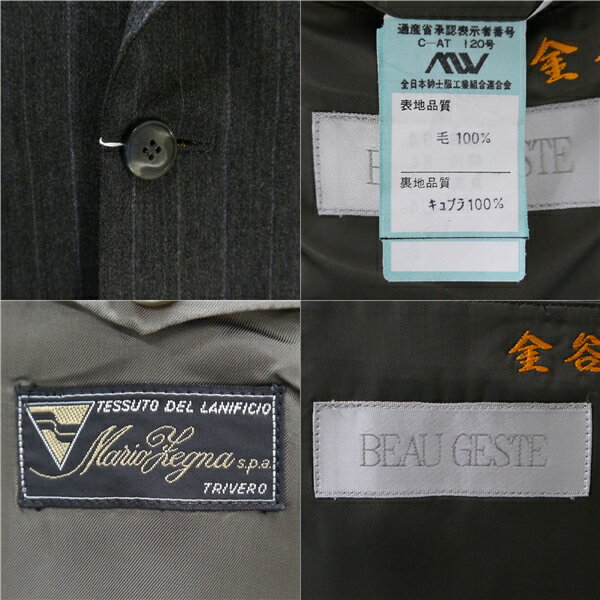 通産省承認表示者番号
C-AT 120号
MW
全日本紳士服工業組合連合会
表地品質
毛 100%
裏地品質
キュプラ100%
金
STE
TESSUTO DEL LANIFICIO
Mario Zegna s.p.a.
TRIVERO
金谷
BEAU GESTE